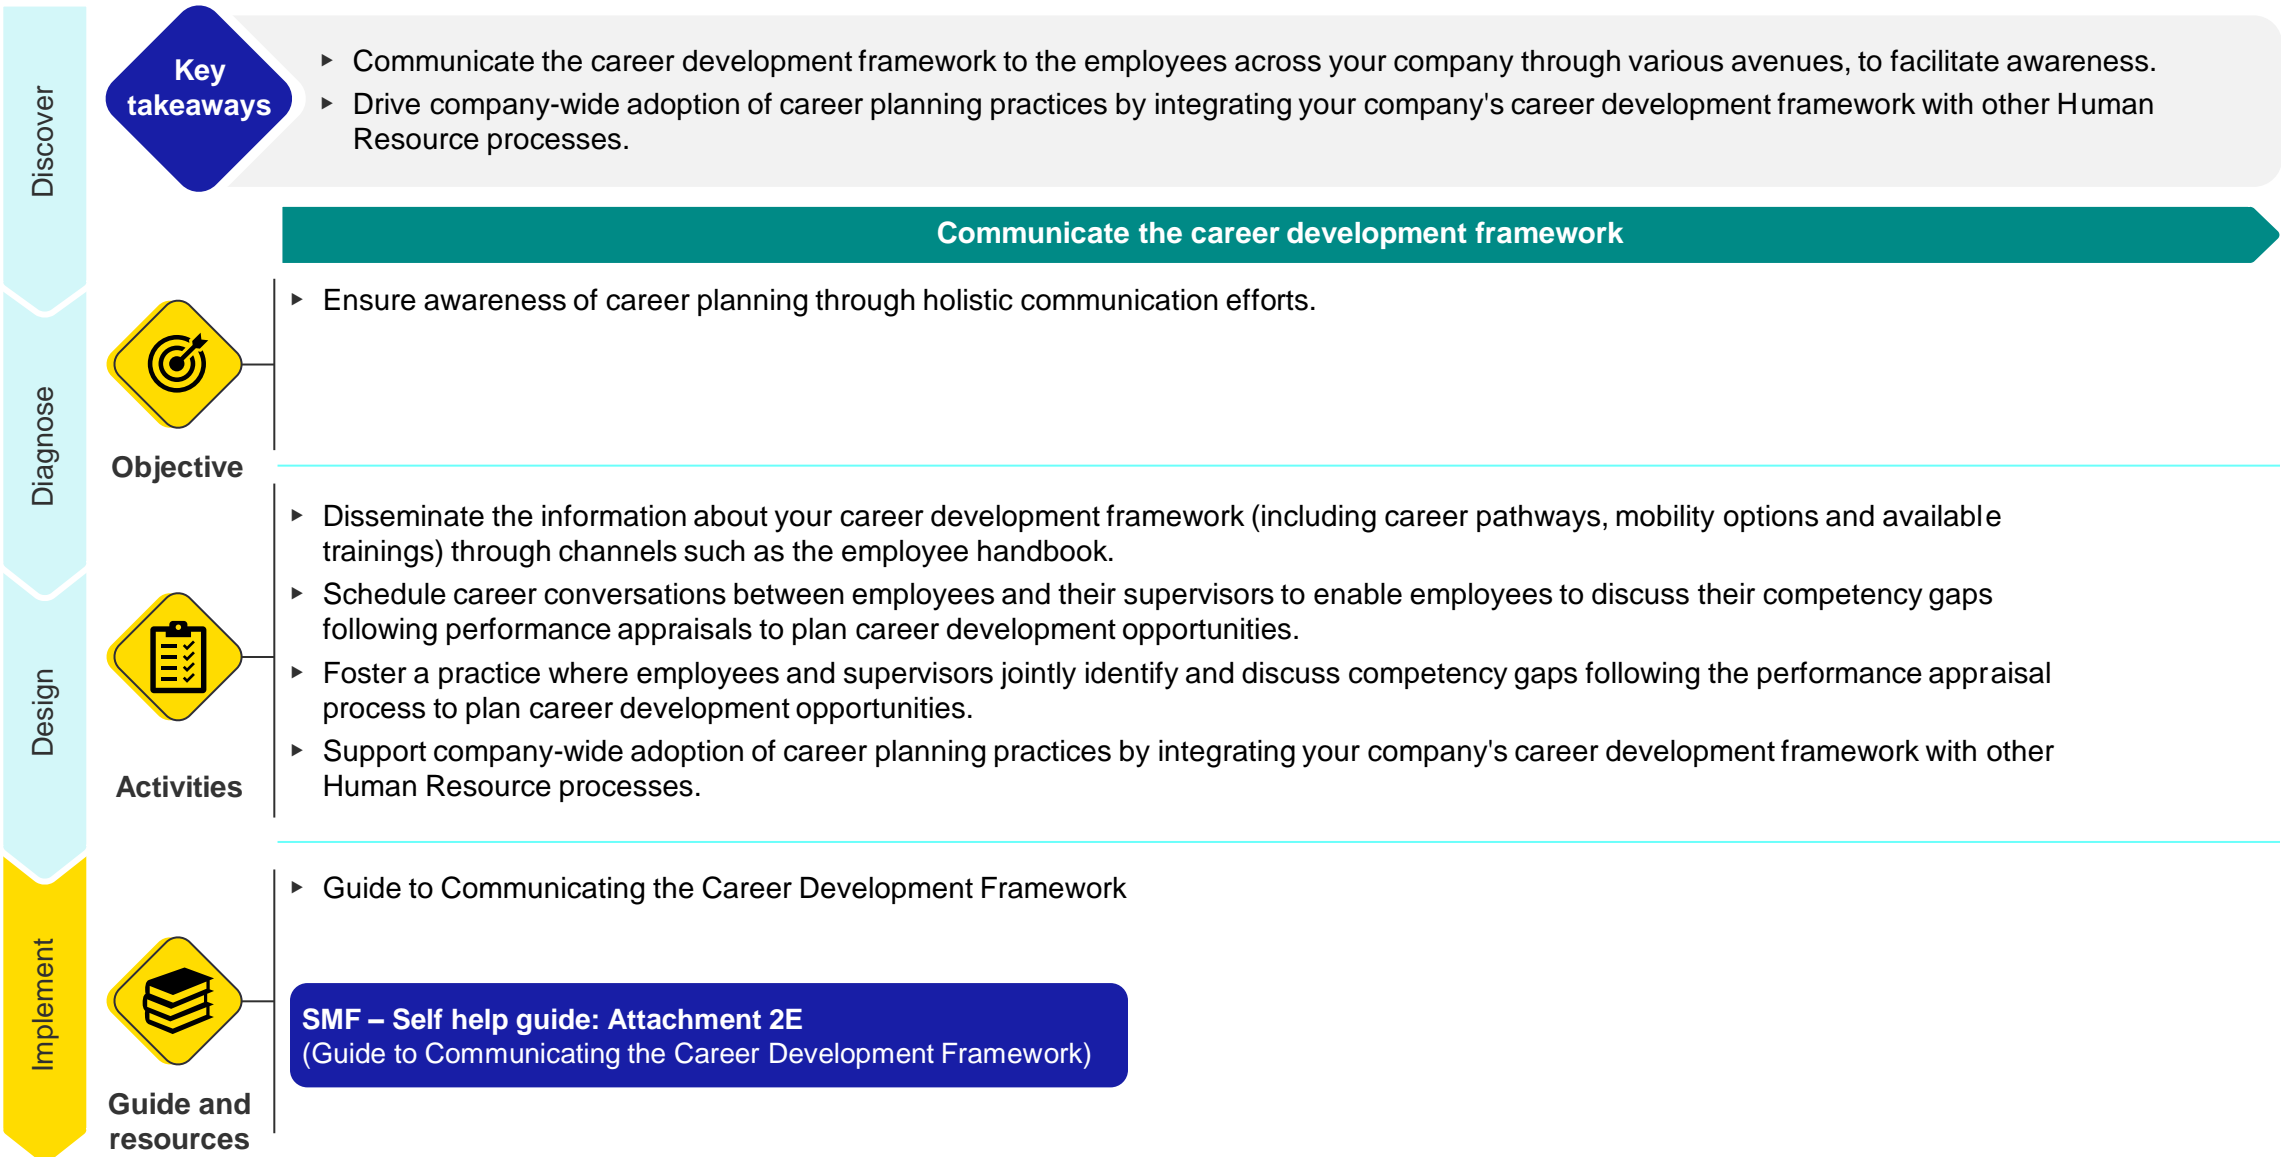 Discover
Diagnose
Design
Implement
Key
takeaways
Communicate the career development framework to the employees across your company through various avenues, to facilitate awareness.
Drive company-wide adoption of career planning practices by integrating your company's career development framework with other Human
Resource processes.
Communicate the career development framework
Objective
Ensure awareness of career planning through holistic communication efforts.
Activities
Disseminate the information about your career development framework (including career pathways, mobility options and available
trainings) through channels such as the employee handbook.
Schedule career conversations between employees and their supervisors to enable employees to discuss their competency gaps
following performance appraisals to plan career development opportunities.
Foster a practice where employees and supervisors jointly identify and discuss competency gaps following the performance appraisal
process to plan career development opportunities.
Support company-wide adoption of career planning practices by integrating your company's career development framework with other
Human Resource processes.
Guide and
resources
Guide to Communicating the Career Development Framework
SMF – Self help guide: Attachment 2E
(Guide to Communicating the Career Development Framework)